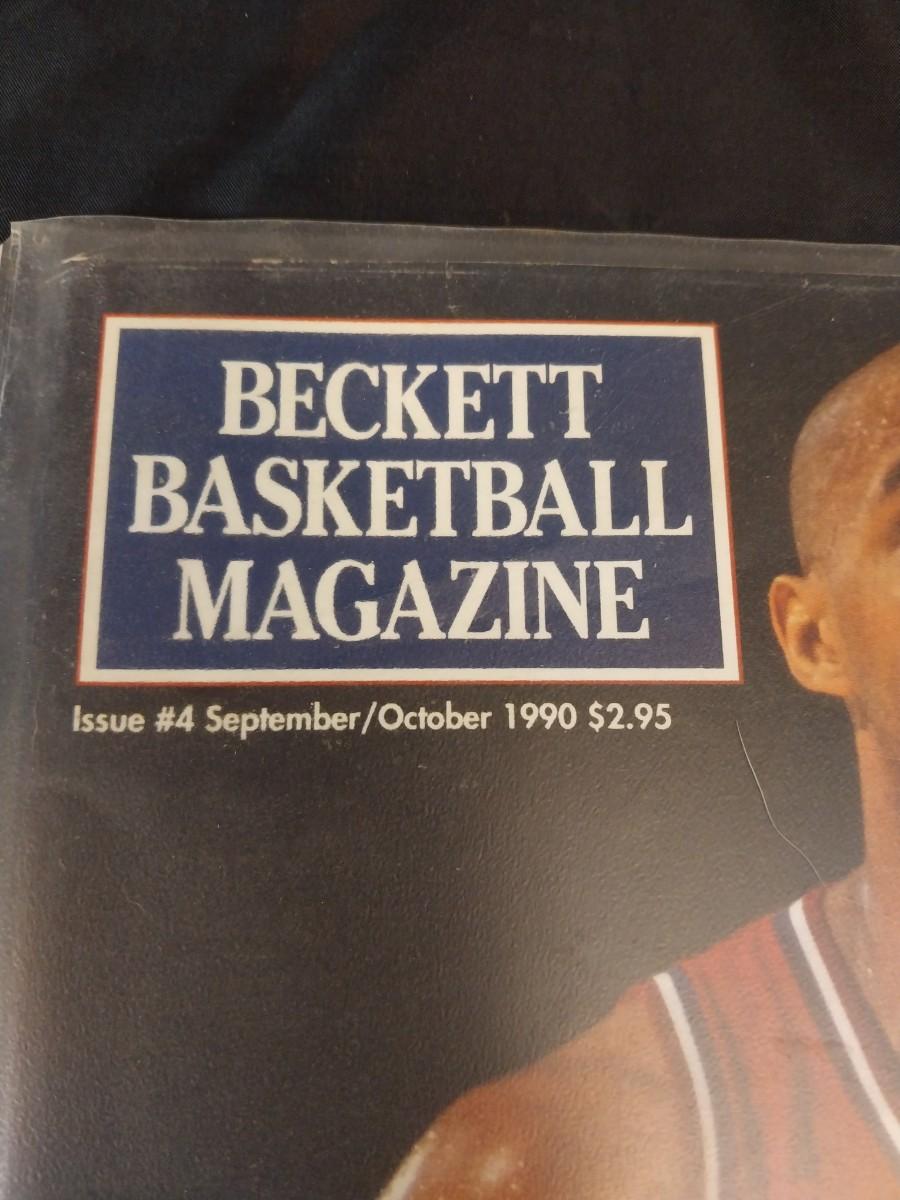 BECKETT
BASKETBALL
MAGAZINE
Issue #4 September/October 1990 $2.95